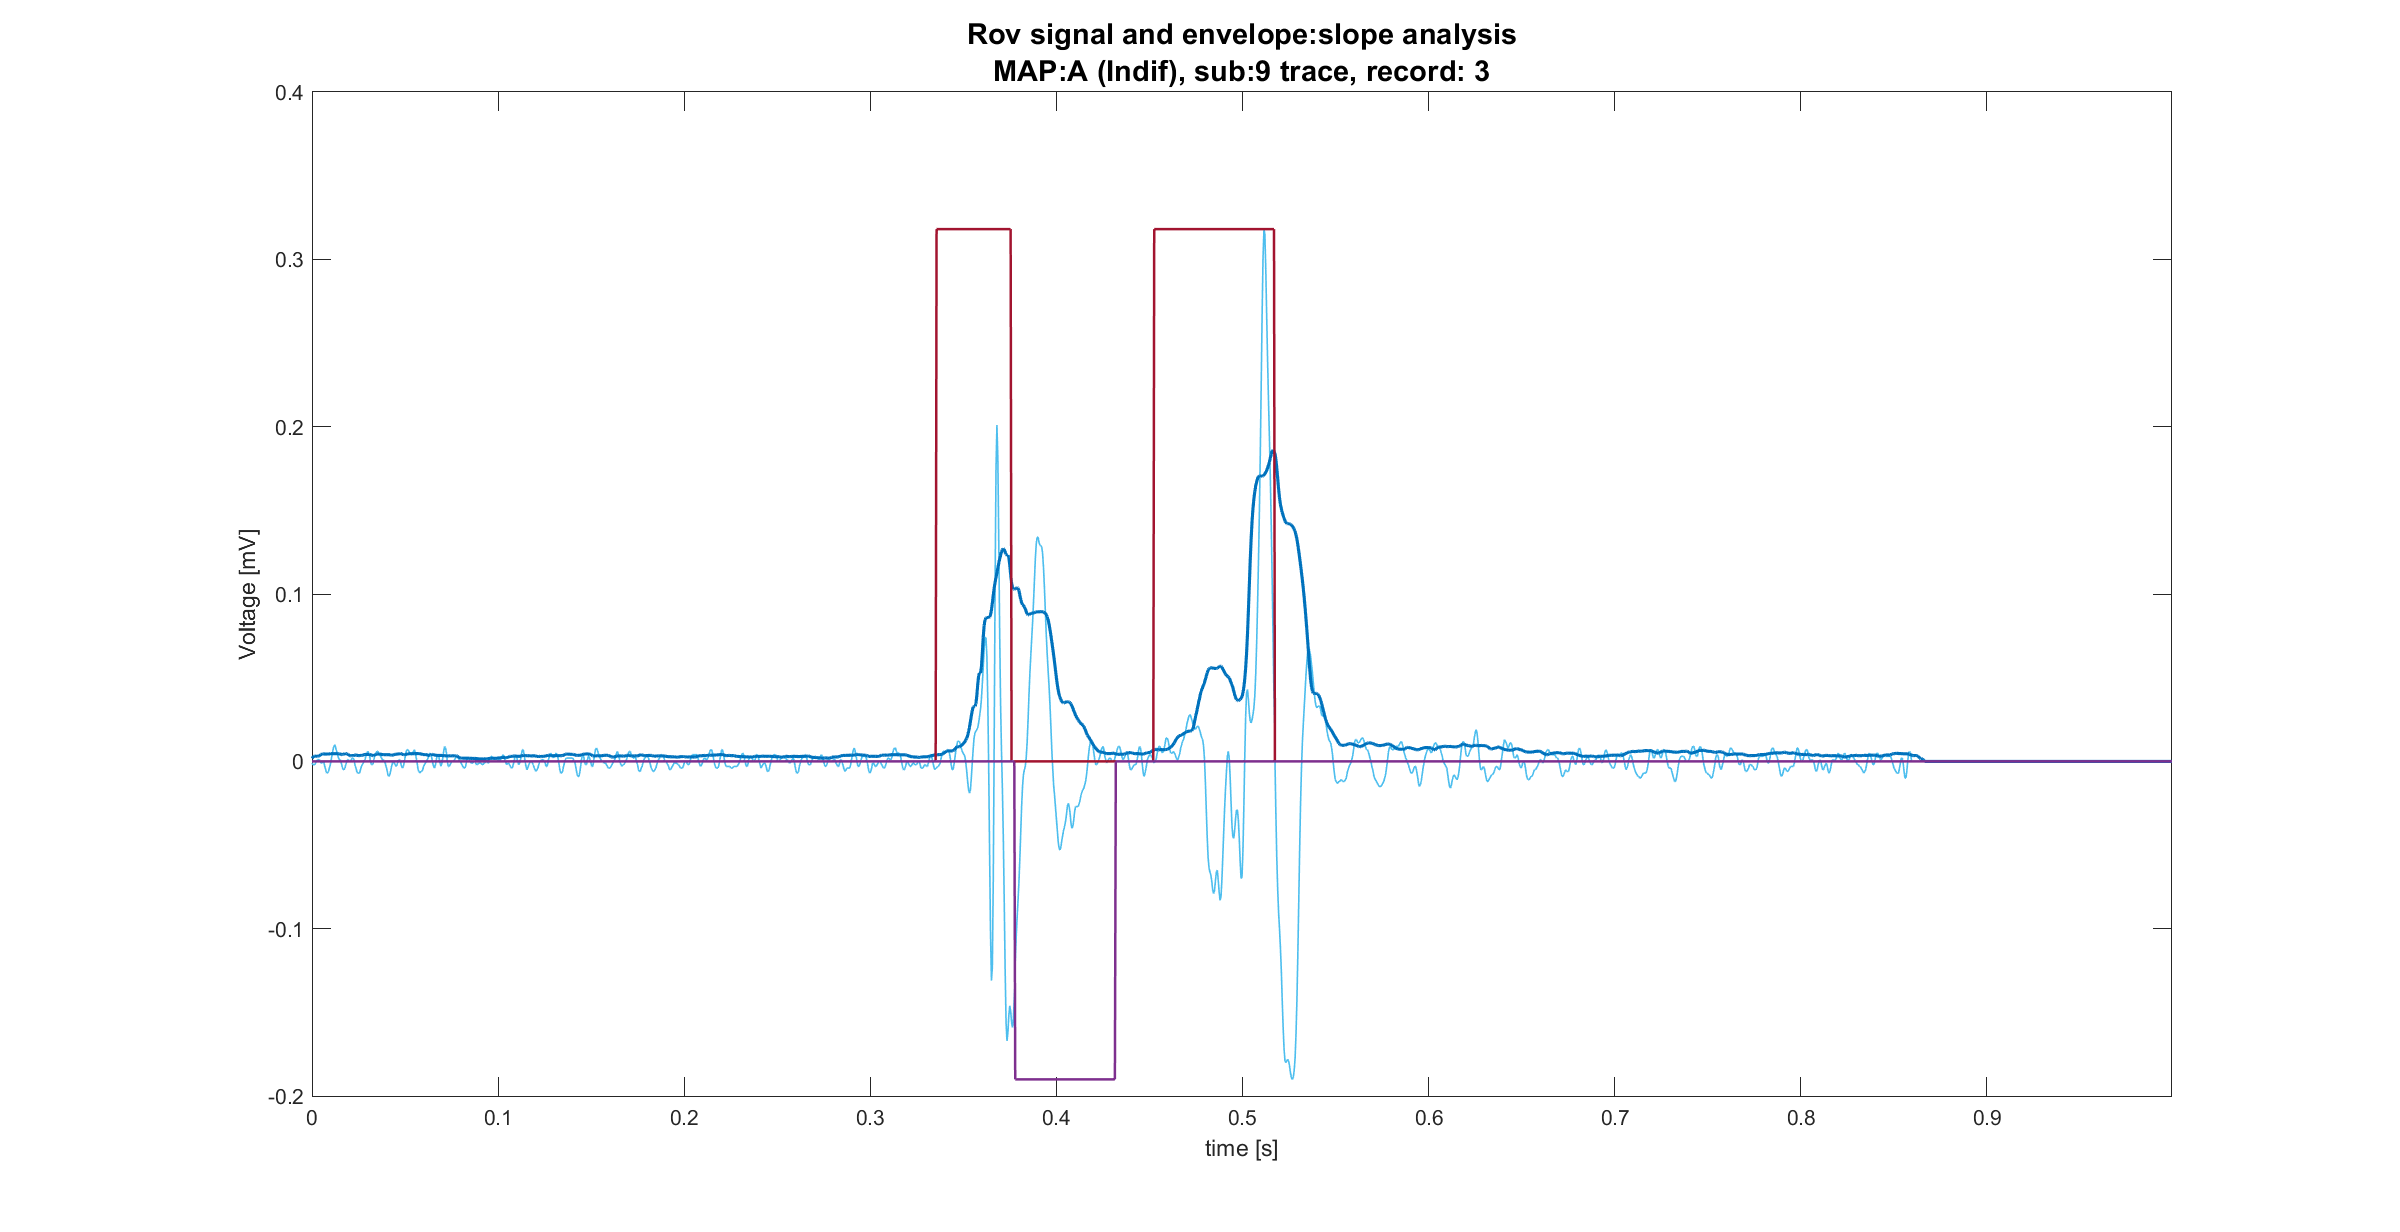 Rov signal and envelope:slope analysis
MAP:A (Indif), sub:9 trace, record: 3
0.4
0.3
0.2
0.1
0
-0.1
-0.2
Voltage [mV]
0 0.1 0.2 0.3 0.4 0.5 0.6 0.7 0.8 0.9
time [s]